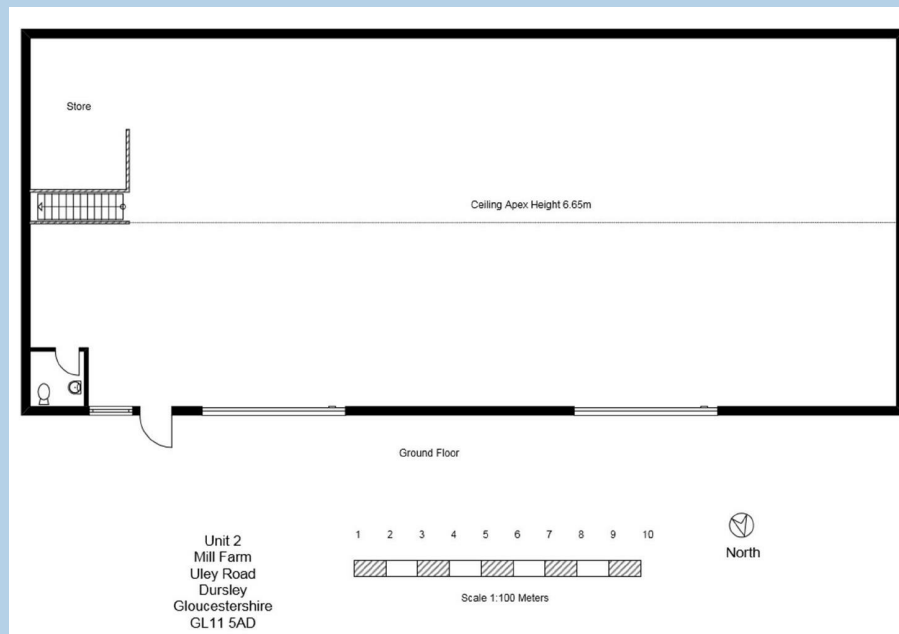 Store
Ceiling Apex Height 6.65m
Ground Floor
Unit 2
Mill Farm
Uley Road
Dursley
Gloucestershire
GL11 5AD
1 2 3 4 5 6 7 8 9 10
Scale 1:100 Meters
North